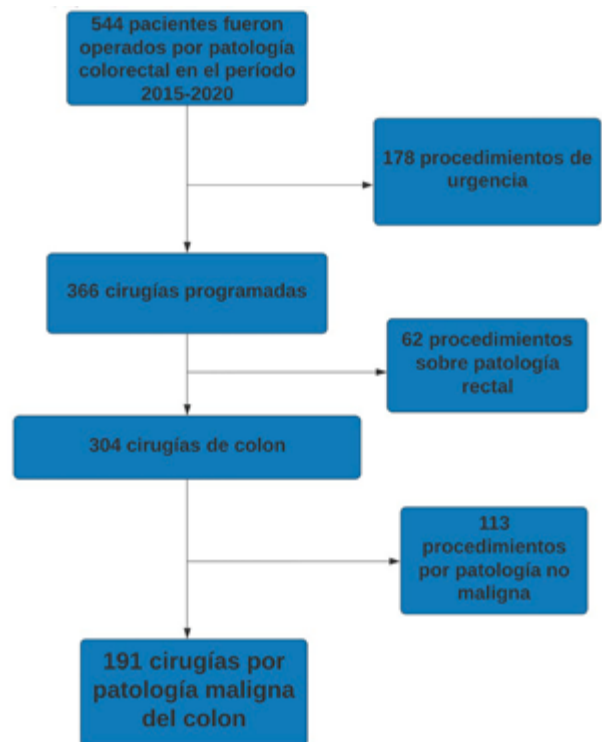 544 pacientes fueron
operados por patología
colorectal en el período
2015-2020
178 procedimientos de
urgencia
366 cirugías programadas
62 procedimientos
sobre patología
rectal
304 cirugías de colon
113
procedimientos
por patología no
maligna
191 cirugías por
patología maligna
del colon